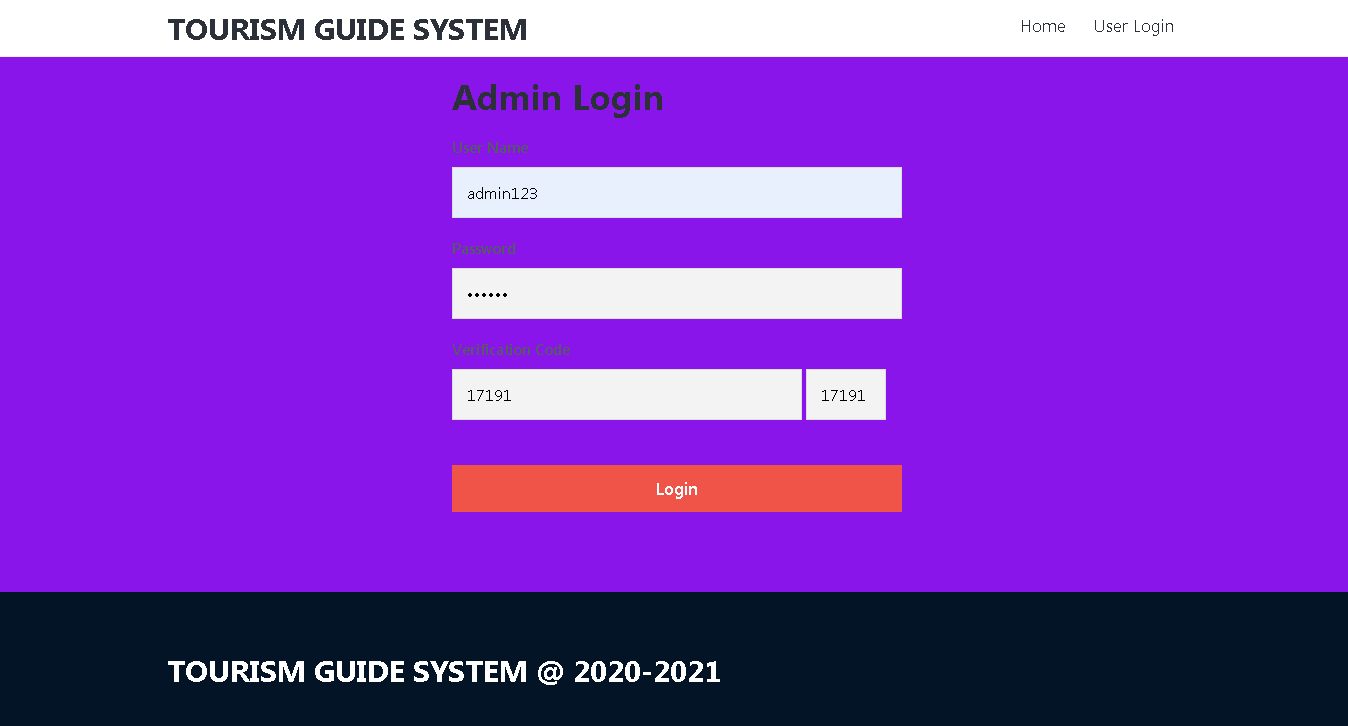 TOURISM GUIDE SYSTEM
Home User Login
Admin Login
User Name
admin123
Password
••••••
Verification Code
17191 17191
Login
TOURISM GUIDE SYSTEM @ 2020-2021